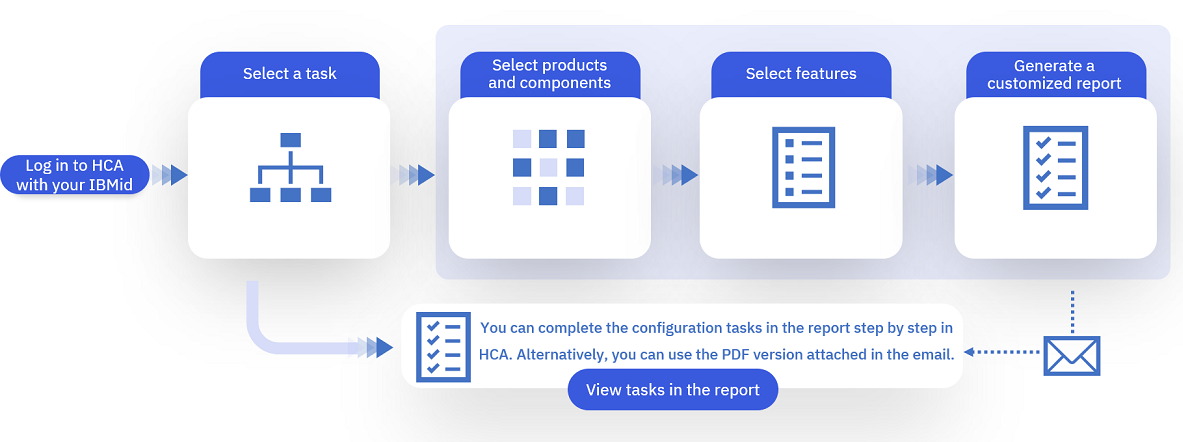 Log in to HCA
with your IBMid
Select a task
Select products
and components
Select features
Generate a
customized report
You can complete the configuration tasks in the report step by step in
HCA. Alternatively, you can use the PDF version attached in the email.
View tasks in the report